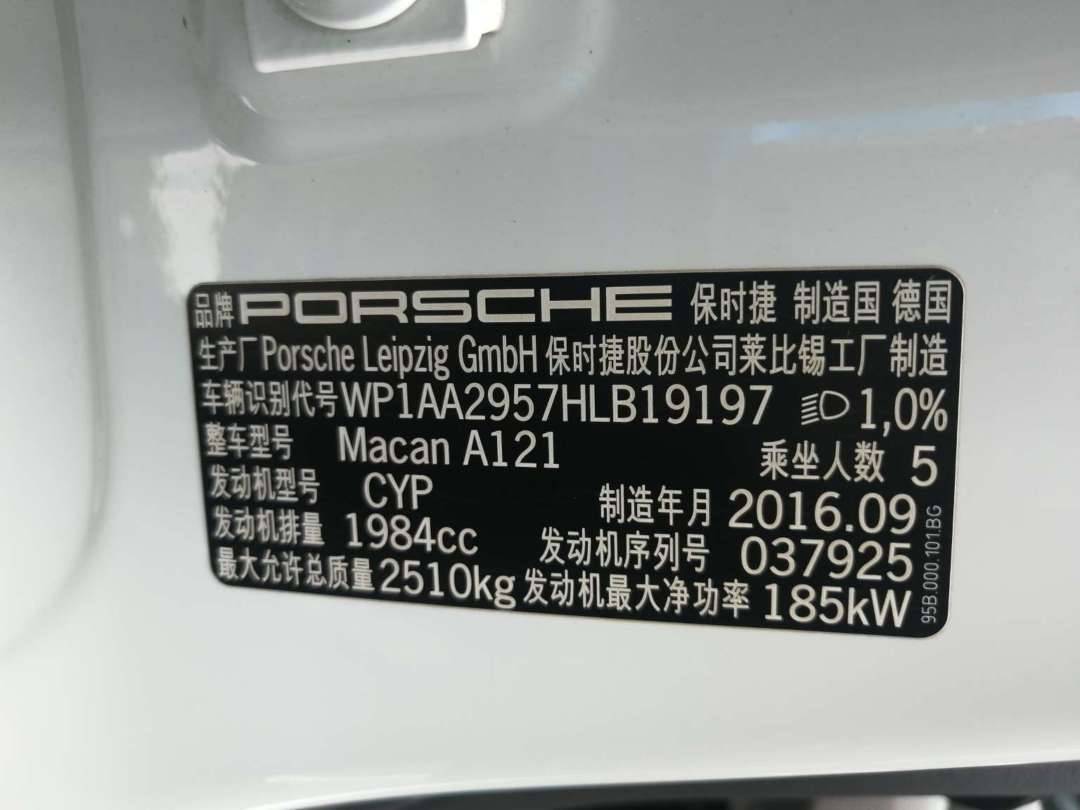 品牌 PORSCHE 保时捷 制造国 德国
生产厂 Porsche Leipzig GmbH 保时捷股份公司莱比锡工厂制造
车辆识别代号 WP1AA2957HLB19197 1,0%
整车型号 Macan A121 乘坐人数 5
发动机型号 CYP 制造年月 2016.09
发动机排量 1984cc 发动机序列号 037925
最大允许总质量 2510kg 发动机最大净功率 185kW
95B.000.101.BG